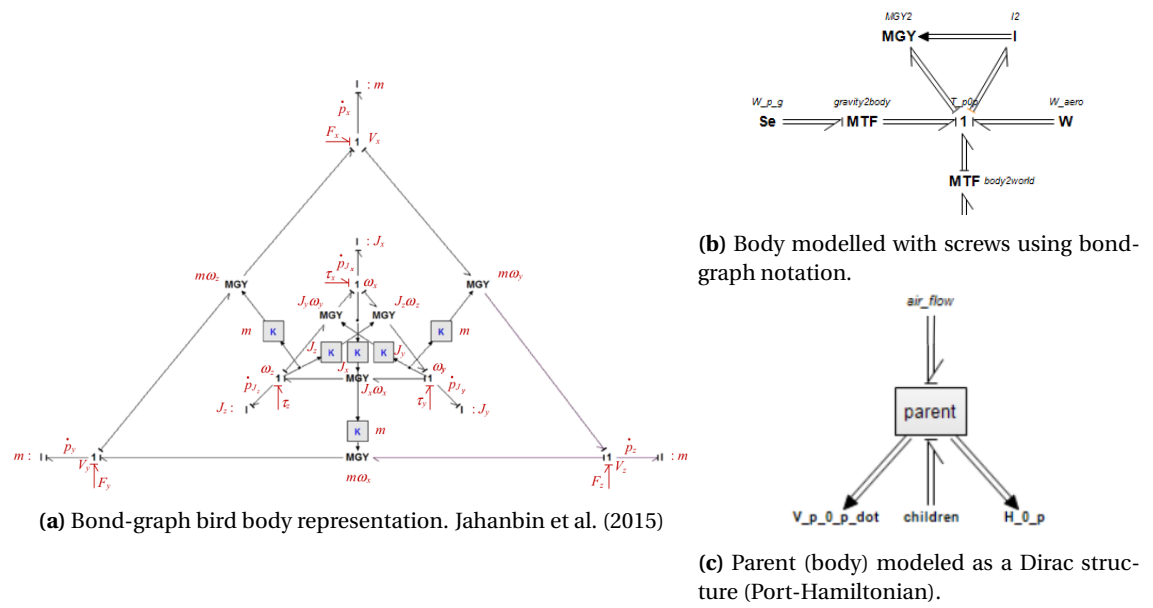 I : m
ṗx
Fx
1 Vx
I : Jx
ṗJx
τx
1 ωx
mωz
MGY
mωy
MGY
Jyωy
Jzωz
MGY
MGY
m
K
K
m
Jz
K
K
K
Jy
Jx
ωz
1
MGY
ωy
1
ṗJz
Jxωx
ṗJy
Jz : I
τz
τy
I : Jy
K
m
m : I
ṗy
1
Vy
Fy
MGY
mωx
1
Vz
Fz
ṗz
I : m
(a) Bond-graph bird body representation. Jahanbin et al. (2015)
MGY2
I2
MGY
I
W_p_g
gravity2body
T_p0p
W_aero
Se
MTF
1
W
MTF body2world
(b) Body modelled with screws using bond-
graph notation.
air_flow
parent
V_p_0_p_dot
children
H_0_p
(c) Parent (body) modeled as a Dirac struc-
ture (Port-Hamiltonian).